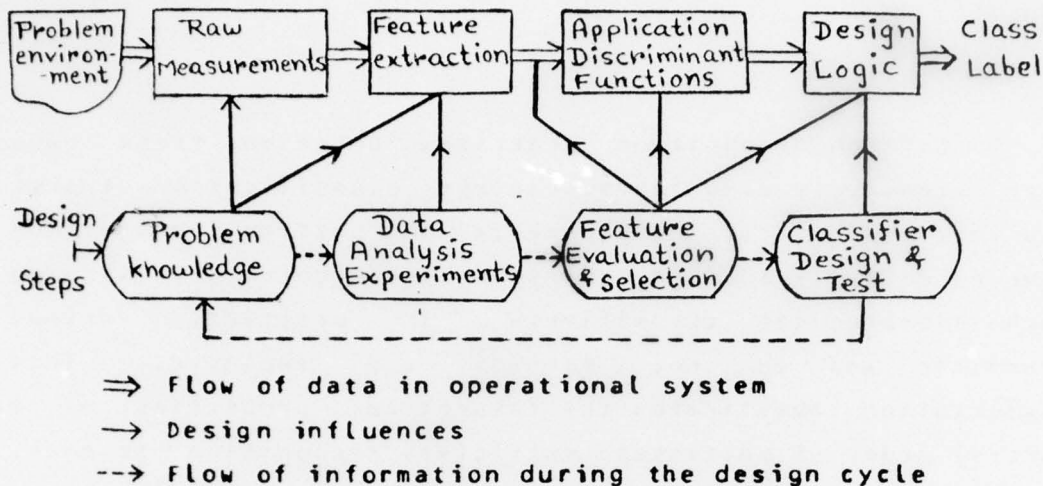 Problem
environ-
-ment
Raw
Measurements
Feature
extraction
Application
Discriminant
Functions
Design
Logic
Class
Label
Design
Steps
Problem
knowledge
Data
Analysis
Experiments
Feature
Evaluation
& Selection
Classifier
Design &
Test
Flow of data in operational system
Design influences
Flow of information during the design cycle